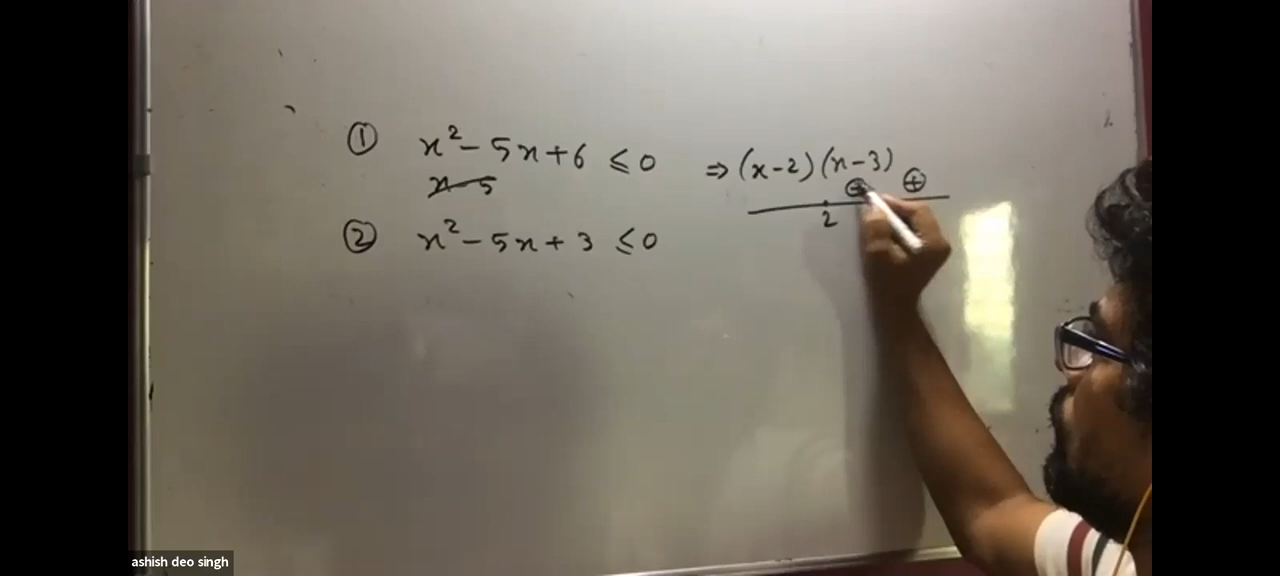 ① x² - 5x + 6 ≤ 0 ⇒ (x - 2) (x - 3)
x - 5
⊕
2
② x² - 5x + 3 ≤ 0
ashish deo singh